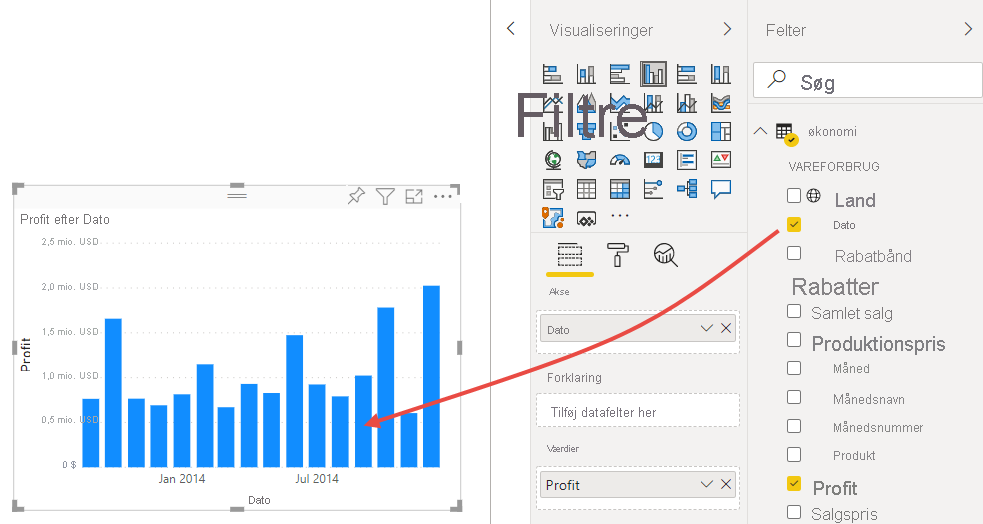 Profit efter Dato
2,5 mio. USD
2,0 mio. USD
1,5 mio. USD
1,0 mio. USD
0,5 mio. USD
0 $
Profit
Jan 2014
Jul 2014
Dato
Filtre
Visualiseringer
123
Akse
Dato
Forklaring
Tilføj datafelter her
Værdier
Profit
Felter
Søg
økonomi
VAREFORBRUG
Land
Dato
Rabatbånd
Rabatter
Samlet salg
Produktionspris
Måned
Månedsnavn
Månedsnummer
Produkt
Profit
Salgspris